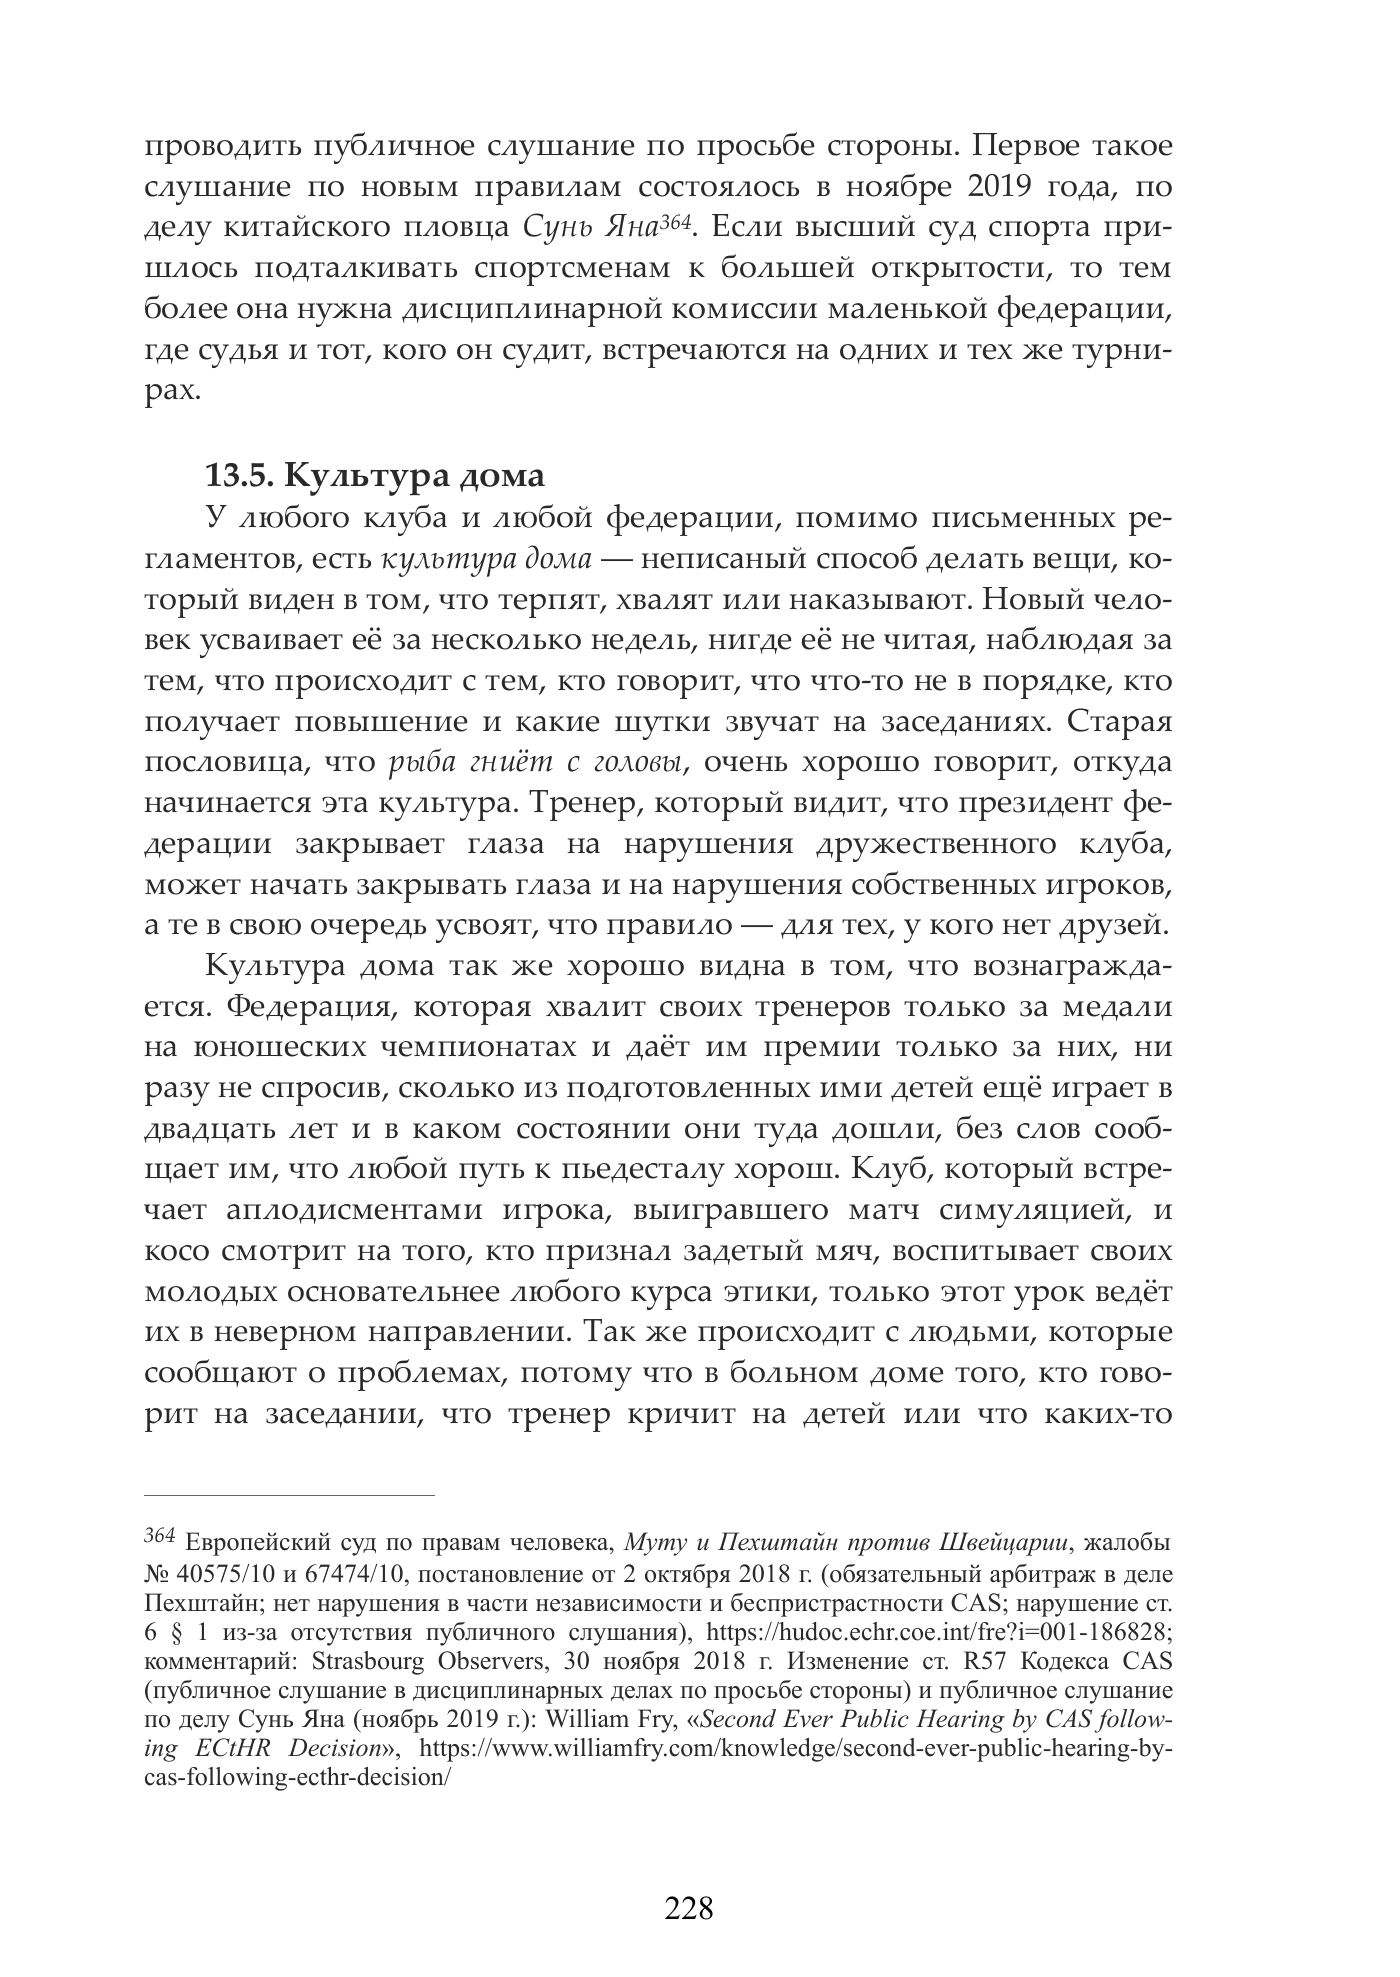 проводить публичное слушание по просьбе стороны. Первое такое
слушание по новым правилам состоялось в ноябре 2019 года, по
делу китайского пловца Сунь Яна364. Если высший суд спорта при-
шлось подталкивать спортсменам к большей открытости, то тем
более она нужна дисциплинарной комиссии маленькой федерации,
где судья и тот, кого он судит, встречаются на одних и тех же турни-
рах.
13.5. Культура дома
У любого клуба и любой федерации, помимо письменных ре-
гламентов, есть культура дома — неписаный способ делать вещи, ко-
торый виден в том, что терпят, хвалят или наказывают. Новый чело-
век усваивает её за несколько недель, нигде её не читая, наблюдая за
тем, что происходит с тем, кто говорит, что что-то не в порядке, кто
получает повышение и какие шутки звучат на заседаниях. Старая
пословица, что рыба гниёт с головы, очень хорошо говорит, откуда
начинается эта культура. Тренер, который видит, что президент фе-
дерации закрывает глаза на нарушения дружественного клуба,
может начать закрывать глаза и на нарушения собственных игроков,
а те в свою очередь усвоят, что правило — для тех, у кого нет друзей.
Культура дома так же хорошо видна в том, что вознагражда-
ется. Федерация, которая хвалит своих тренеров только за медали
на юношеских чемпионатах и даёт им премии только за них, ни
разу не спросив, сколько из подготовленных ими детей ещё играет в
двадцать лет и в каком состоянии они туда дошли, без слов сооб-
щает им, что любой путь к пьедесталу хорош. Клуб, который встре-
чает аплодисментами игрока, выигравшего матч симуляцией, и
косо смотрит на того, кто признал задетый мяч, воспитывает своих
молодых основательнее любого курса этики, только этот урок ведёт
их в неверном направлении. Так же происходит с людьми, которые
сообщают о проблемах, потому что в больном доме того, кто гово-
рит на заседании, что тренер кричит на детей или что каких-то
364 Европейский суд по правам человека, Муту и Пехштайн против Швейцарии, жалобы
№ 40575/10 и 67474/10, постановление от 2 октября 2018 г. (обязательный арбитраж в деле
Пехштайн; нет нарушения в части независимости и беспристрастности CAS; нарушение ст.
6 § 1 из-за отсутствия публичного слушания), https://hudoc.echr.coe.int/fre?i=001-186828;
комментарий: Strasbourg Observers, 30 ноября 2018 г. Изменение ст. R57 Кодекса CAS
(публичное слушание в дисциплинарных делах по просьбе стороны) и публичное слушание
по делу Сунь Яна (ноябрь 2019 г.): William Fry, «Second Ever Public Hearing by CAS follow-
ing ECtHR Decision», https://www.williamfry.com/knowledge/second-ever-public-hearing-by-
cas-following-ecthr-decision/
228